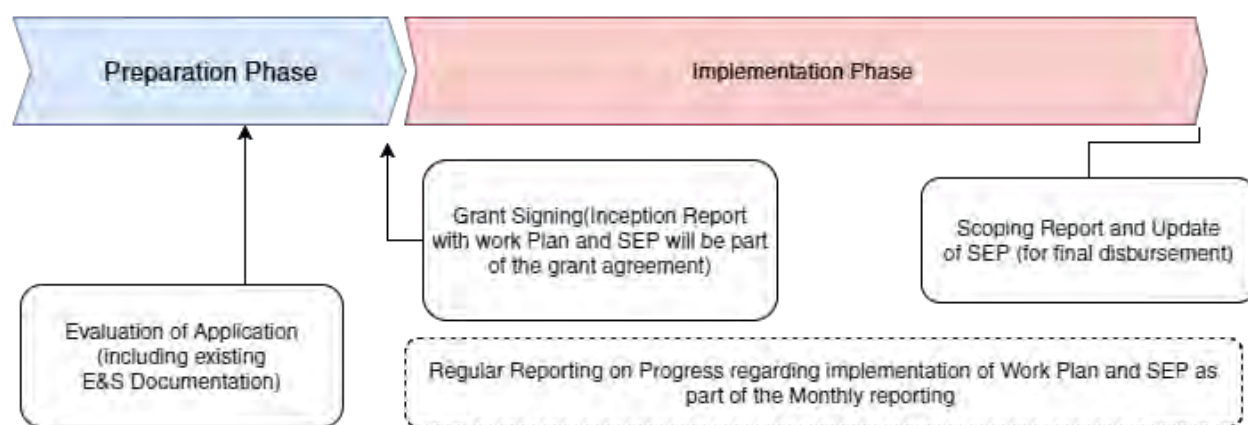 Preparation Phase
Implementation Phase
Grant Signing(Inception Report
with work Plan and SEP will be part
of the grant agreement)
Scoping Report and Update
of SEP (for final disbursement)
Evaluation of Application
(including existing
E&S Documentation)
Regular Reporting on Progress regarding implementation of Work Plan and SEP as
part of the Monthly reporting